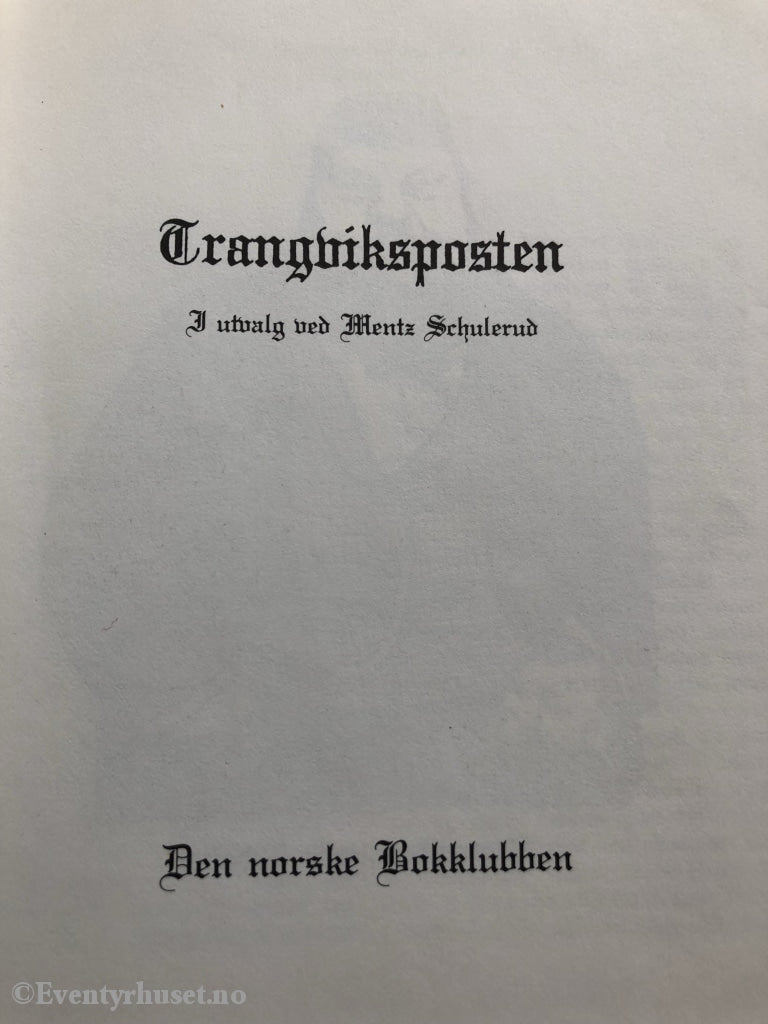 Trangviksposten
I utvalg ved Mentz Schulerud
Den norske Bokklubben
©Eventyrhuset.no